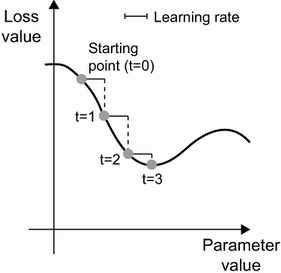 Loss
value
Learning rate
Starting
point (t=0)
t=1
t=2
t=3
Parameter
value